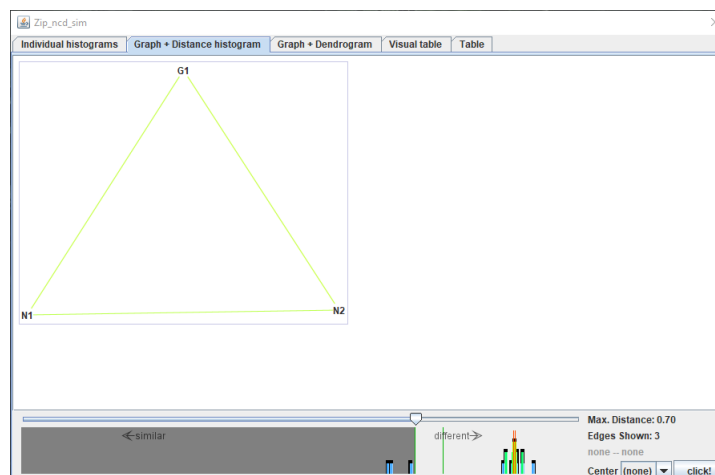 Zip_ncd_sim
Individual histograms Graph + Distance histogram Graph + Dendrogram Visual table Table
G1
N1
N2
Max. Distance: 0.70
similar different Edges Shown: 3
none -- none
Center (none) click!